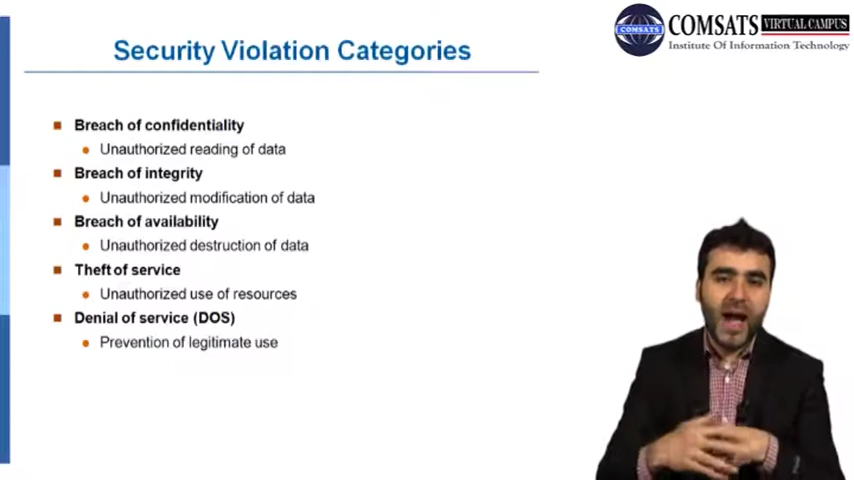 Security Violation Categories
COMSATS VIRTUAL CAMPUS
COMSATS
Institute Of Information Technology
Breach of confidentiality
Unauthorized reading of data
Breach of integrity
Unauthorized modification of data
Breach of availability
Unauthorized destruction of data
Theft of service
Unauthorized use of resources
Denial of service (DOS)
Prevention of legitimate use